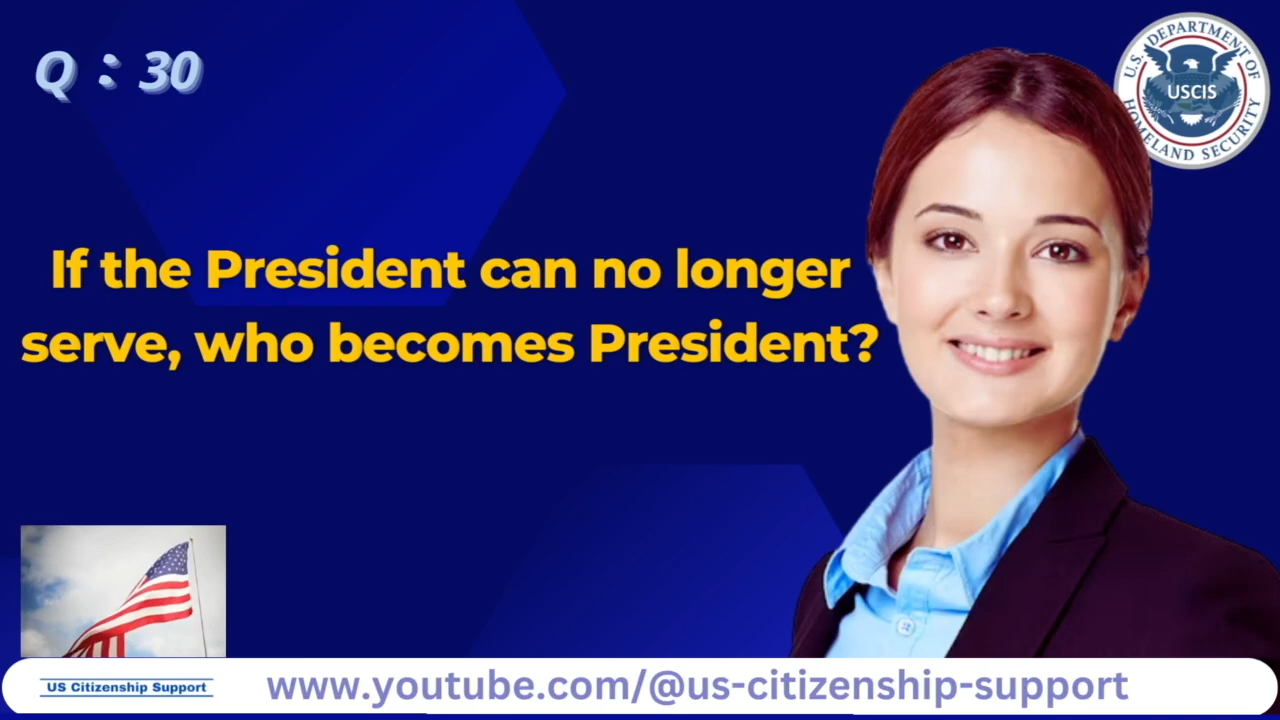 Q : 30
U.S. DEPARTMENT OF
HOMELAND SECURITY
USCIS
If the President can no longer
serve, who becomes President?
US Citizenship Support
www.youtube.com/@us-citizenship-support